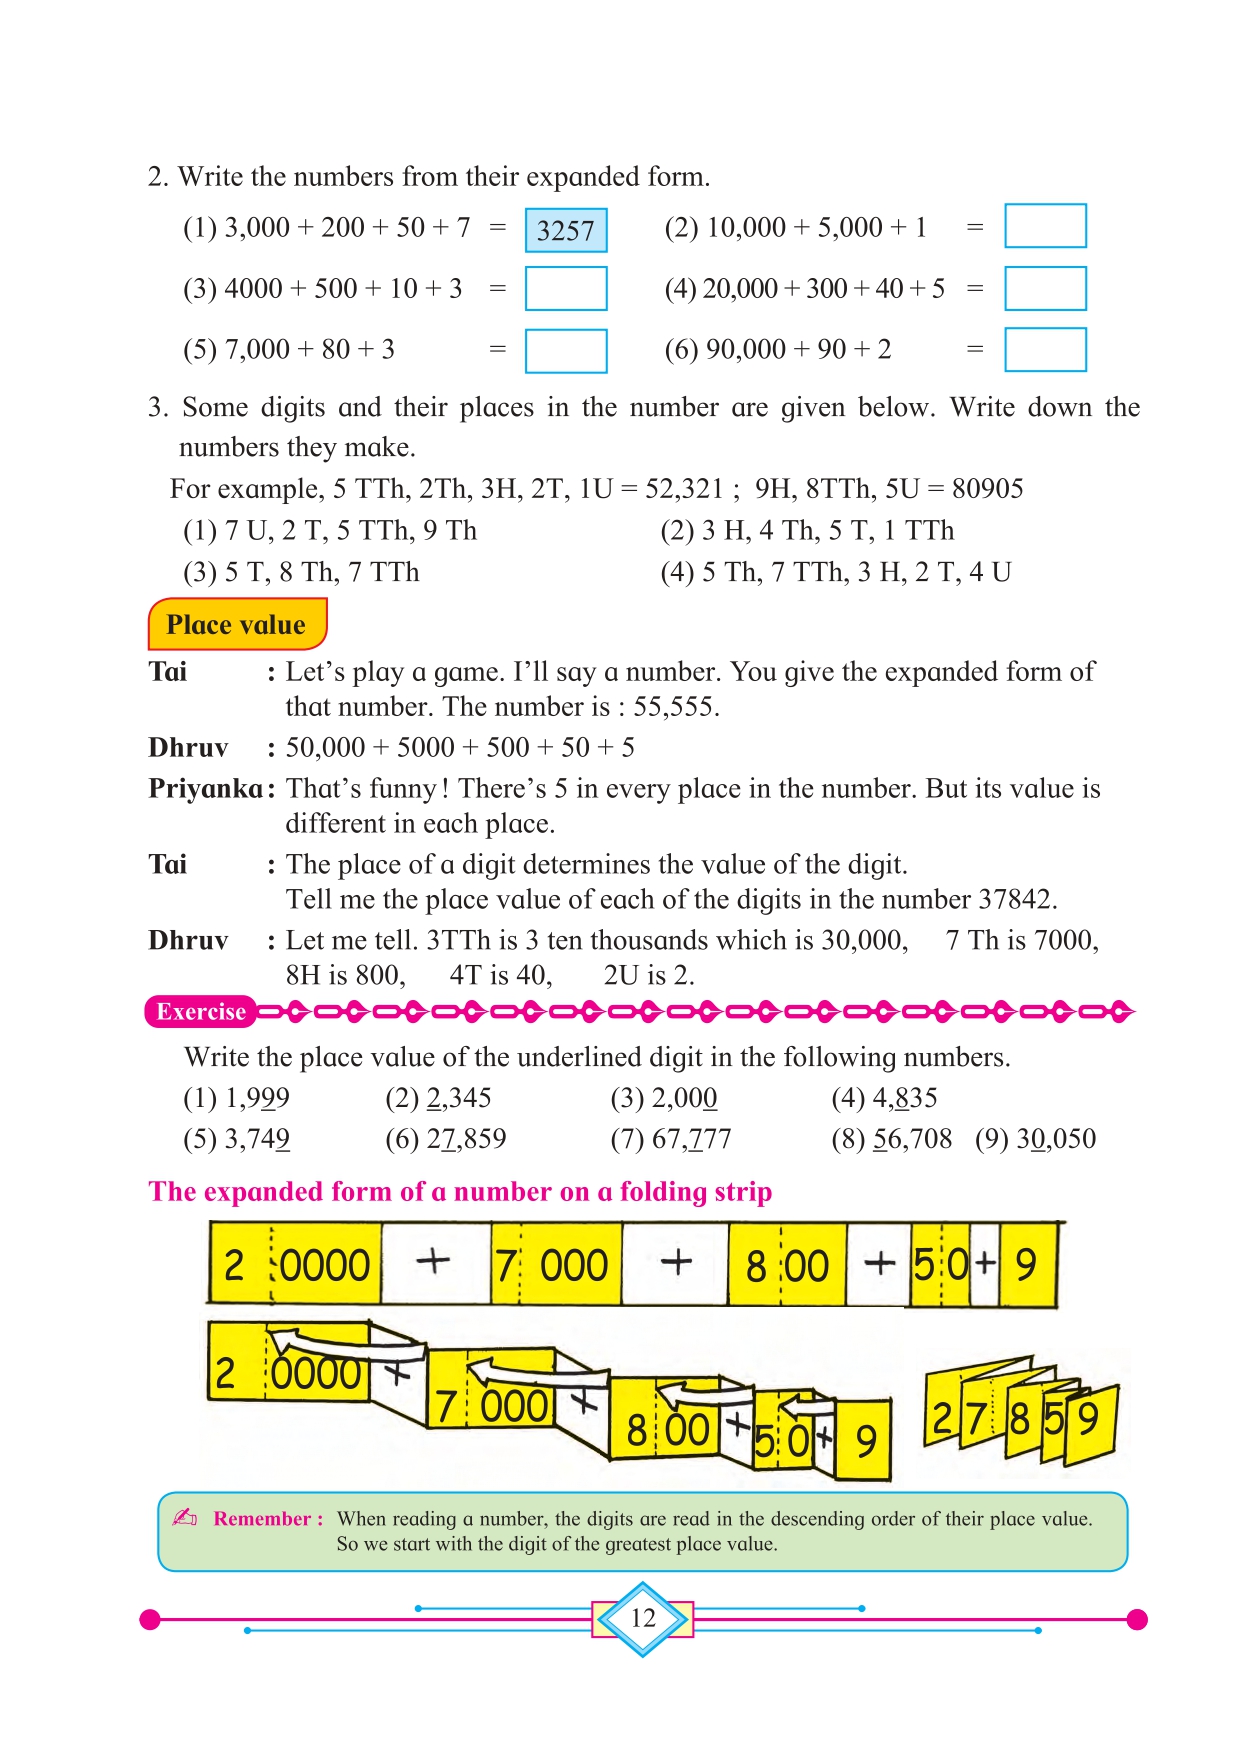 2. Write the numbers from their expanded form.
(1) 3,000 + 200 + 50 + 7 = 3257 (2) 10,000 + 5,000 + 1 =
(3) 4000 + 500 + 10 + 3 = (4) 20,000 + 300 + 40 + 5 =
(5) 7,000 + 80 + 3 = (6) 90,000 + 90 + 2 =
3. Some digits and their places in the number are given below. Write down the
numbers they make.
For example, 5 TTh, 2Th, 3H, 2T, 1U = 52,321 ; 9H, 8TTh, 5U = 80905
(1) 7 U, 2 T, 5 TTh, 9 Th (2) 3 H, 4 Th, 5 T, 1 TTh
(3) 5 T, 8 Th, 7 TTh (4) 5 Th, 7 TTh, 3 H, 2 T, 4 U
Place value
Tai : Let's play a game. I'll say a number. You give the expanded form of
that number. The number is : 55,555.
Dhruv : 50,000 + 5000 + 500 + 50 + 5
Priyanka : That's funny ! There's 5 in every place in the number. But its value is
different in each place.
Tai : The place of a digit determines the value of the digit.
Tell me the place value of each of the digits in the number 37842.
Dhruv : Let me tell. 3TTh is 3 ten thousands which is 30,000, 7 Th is 7000,
8H is 800, 4T is 40, 2U is 2.
Exercise
Write the place value of the underlined digit in the following numbers.
(1) 1,999 (2) 2,345 (3) 2,000 (4) 4,835
(5) 3,749 (6) 27,859 (7) 67,777 (8) 56,708 (9) 30,050
The expanded form of a number on a folding strip
2 0000 + 7 000 + 8 00 + 5 0 + 9
2 0000 + 7 000 + 8 00 + 5 0 + 9
2 7 8 5 9
Remember : When reading a number, the digits are read in the descending order of their place value.
So we start with the digit of the greatest place value.
12